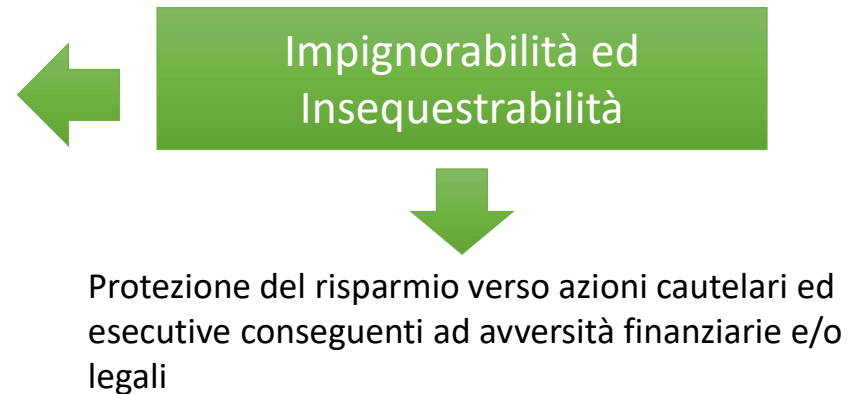 Impignorabilità ed
Insequestrabilità
Protezione del risparmio verso azioni cautelari ed
esecutive conseguenti ad avversità finanziarie e/o
legali